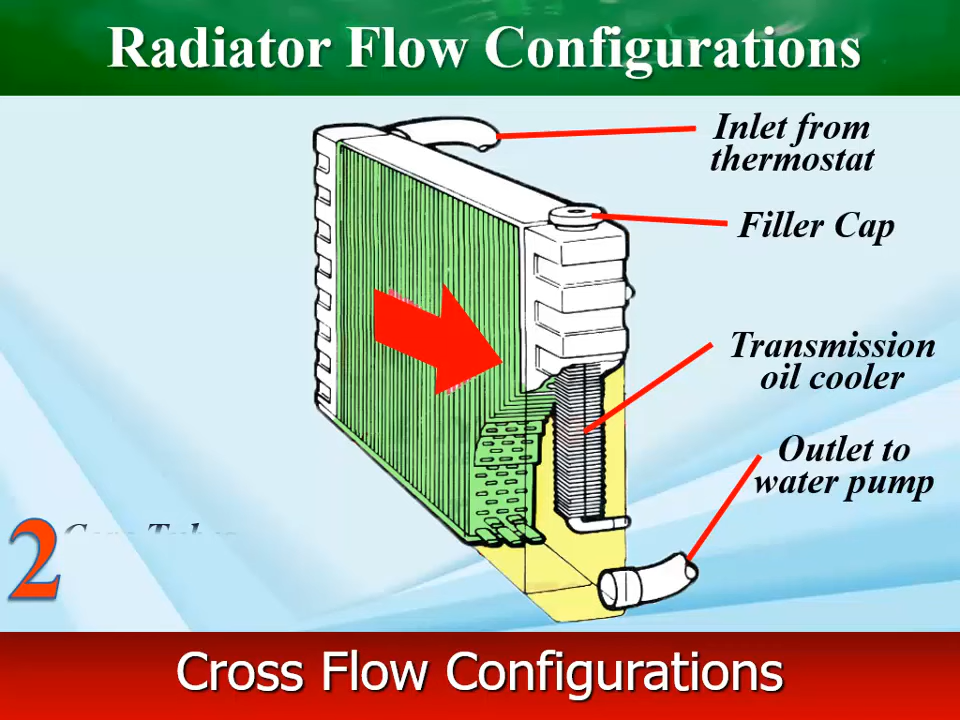 Radiator Flow Configurations
Inlet from
thermostat
Filler Cap
Transmission
oil cooler
Outlet to
water pump
2
Cross Flow Configurations